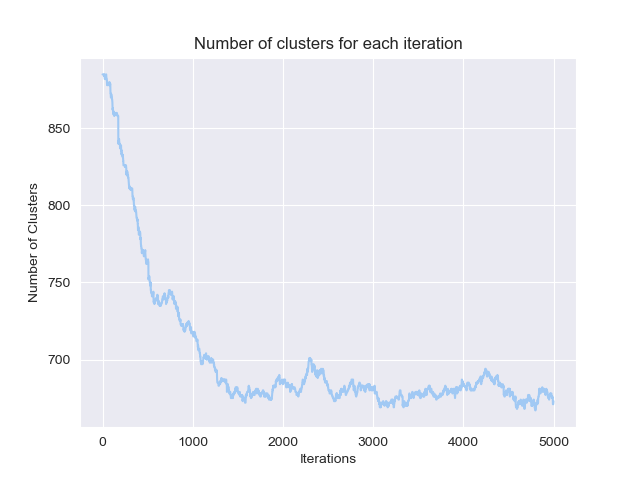 Number of clusters for each iteration
850
800
750
700
Number of Clusters
0 1000 2000 3000 4000 5000
Iterations